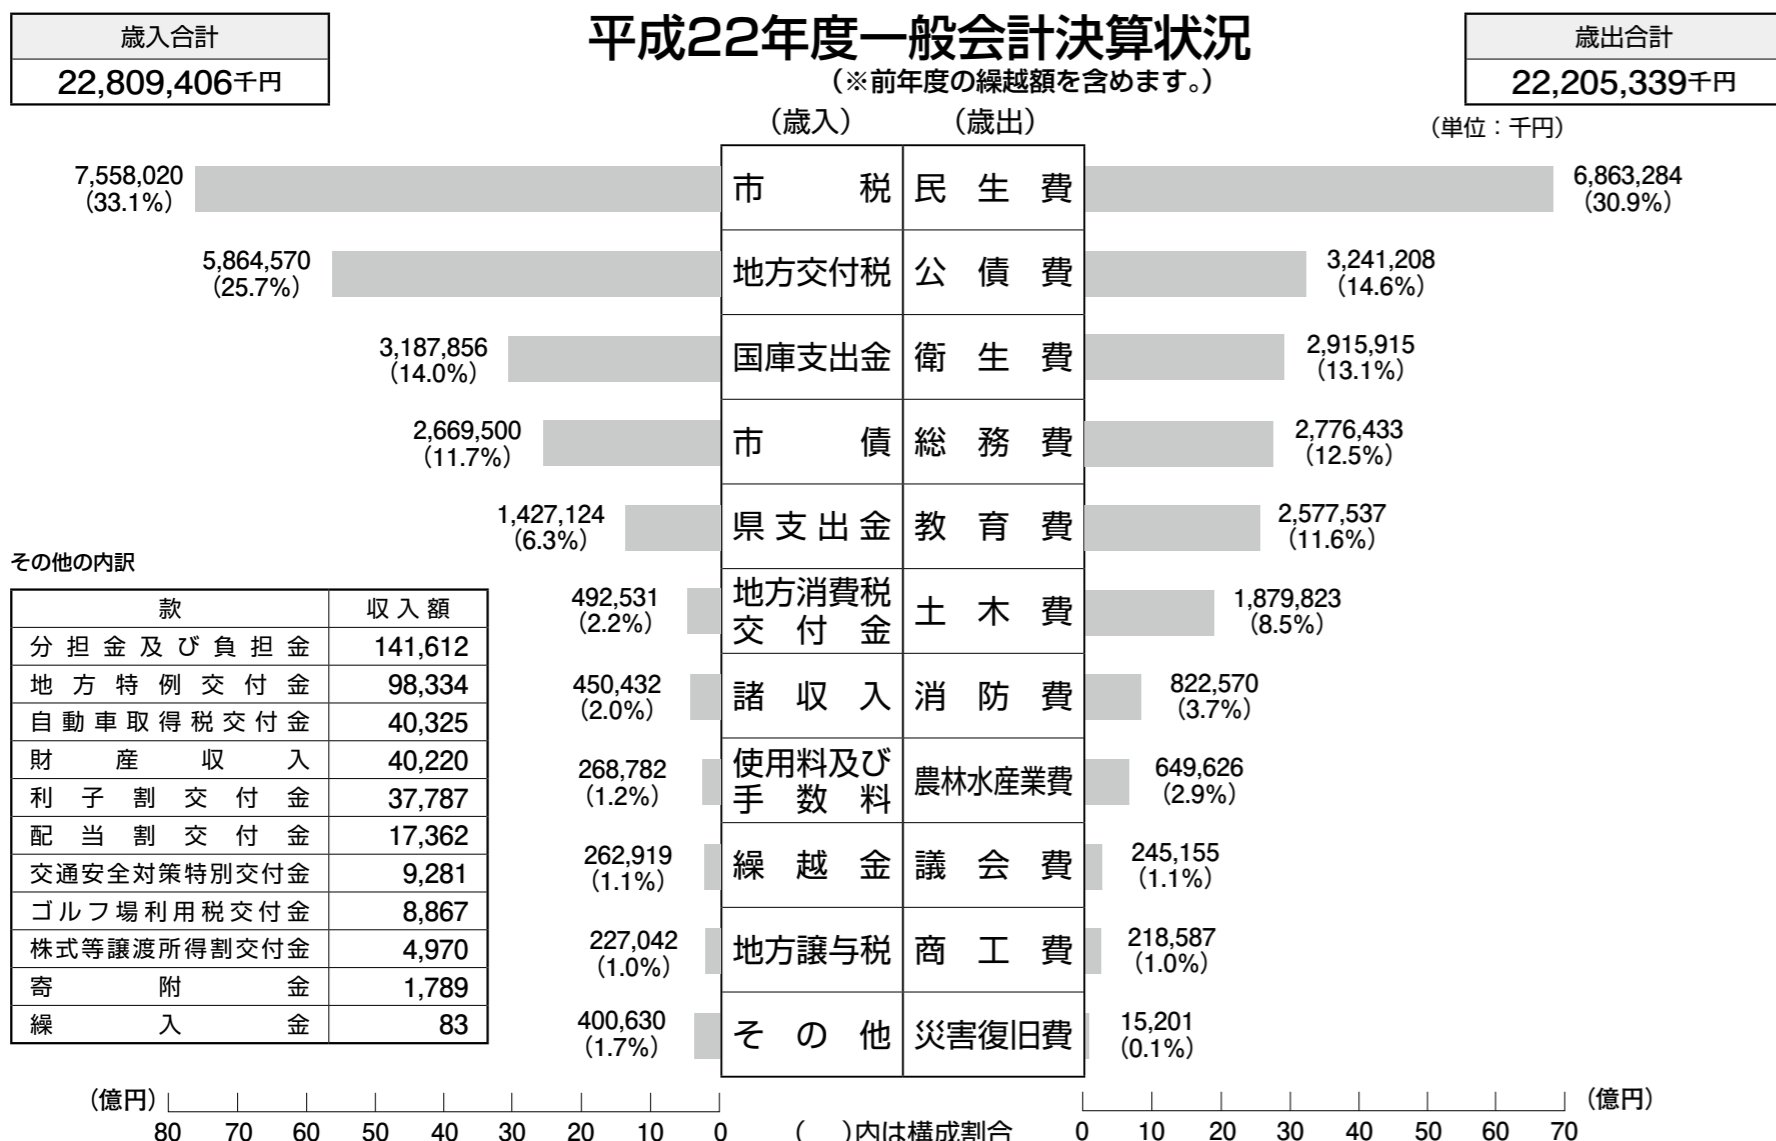 平成22年度一般会計決算状況
（※前年度の繰越額を含めます。）
歳入合計
22,809,406千円
歳出合計
22,205,339千円
（単位：千円）
（歳入）
（歳出）
7,558,020
（33.1%）
市税
民生費
6,863,284
（30.9%）
5,864,570
（25.7%）
地方交付税
公債費
3,241,208
（14.6%）
3,187,856
（14.0%）
国庫支出金
衛生費
2,915,915
（13.1%）
2,669,500
（11.7%）
市債
総務費
2,776,433
（12.5%）
1,427,124
（6.3%）
県支出金
教育費
2,577,537
（11.6%）
492,531
（2.2%）
地方消費税
交付金
土木費
1,879,823
（8.5%）
450,432
（2.0%）
諸収入
消防費
822,570
（3.7%）
268,782
（1.2%）
使用料及び
手数料
農林水産業費
649,626
（2.9%）
262,919
（1.1%）
繰越金
議会費
245,155
（1.1%）
227,042
（1.0%）
地方譲与税
商工費
218,587
（1.0%）
400,630
（1.7%）
その他
災害復旧費
15,201
（0.1%）
その他の内訳
款 収入額
分担金及び負担金 141,612
地方特例交付金 98,334
自動車取得税交付金 40,325
財産収入 40,220
利子割交付金 37,787
配当割交付金 17,362
交通安全対策特別交付金 9,281
ゴルフ場利用税交付金 8,867
株式等譲渡所得割交付金 4,970
寄附金 1,789
繰入金 83
（億円）
80 70 60 50 40 30 20 10 0
（　）内は構成割合
0 10 20 30 40 50 60 70
（億円）